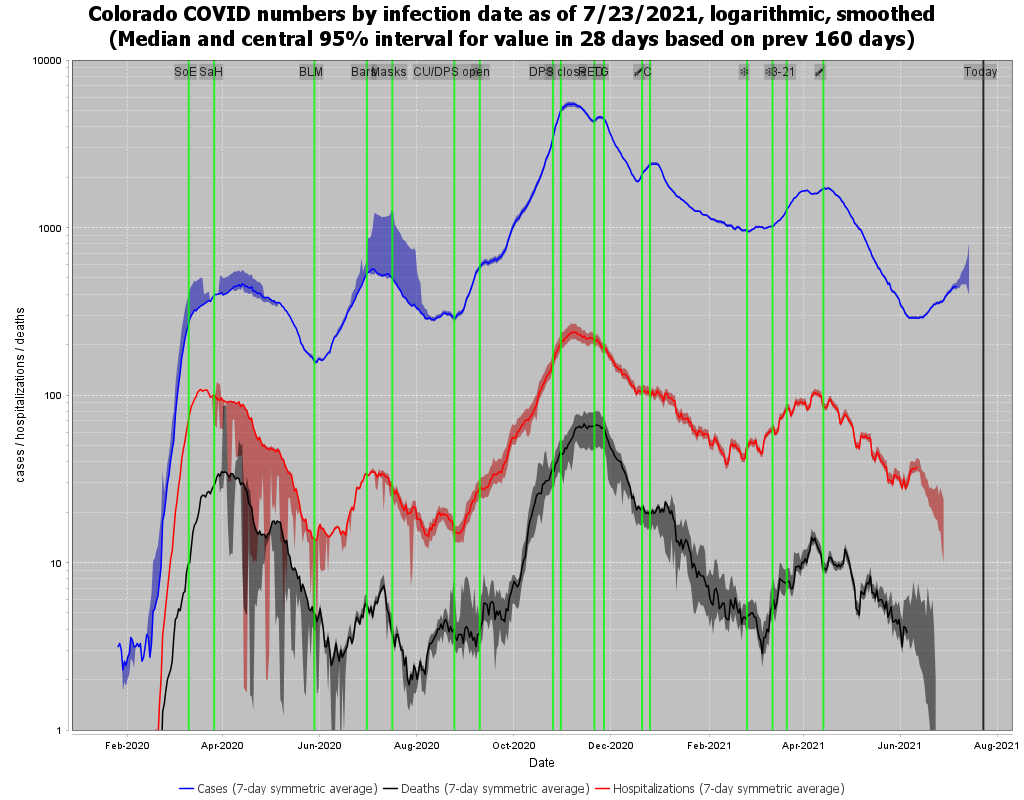 Colorado COVID numbers by infection date as of 7/23/2021, logarithmic, smoothed
(Median and central 95% interval for value in 28 days based on prev 160 days)
cases / hospitalizations / deaths
10000
1000
100
10
1
SoE SaH BLM Bars Masks CU/DPS open DPS close RED TG C 3-21 Today
Feb-2020 Apr-2020 Jun-2020 Aug-2020 Oct-2020 Dec-2020 Feb-2021 Apr-2021 Jun-2021 Aug-2021
Date
Cases (7-day symmetric average) Deaths (7-day symmetric average) Hospitalizations (7-day symmetric average)